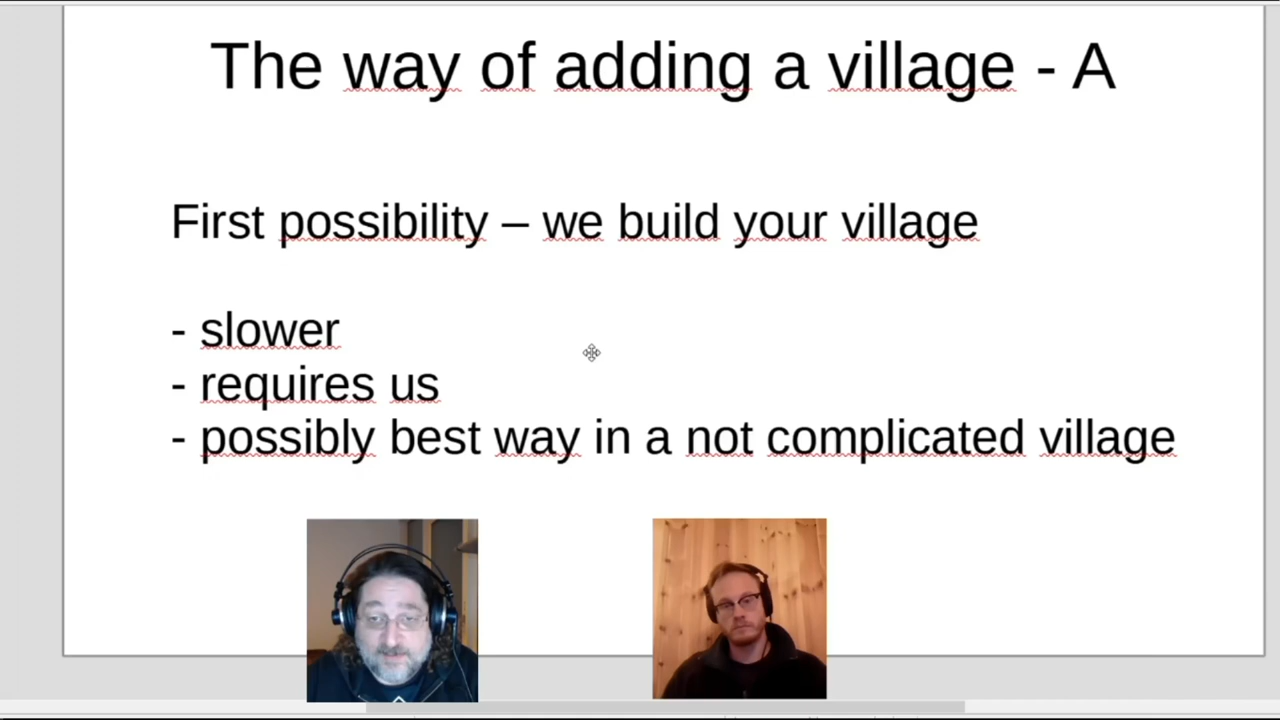 The way of adding a village - A
First possibility – we build your village
- slower
- requires us
- possibly best way in a not complicated village